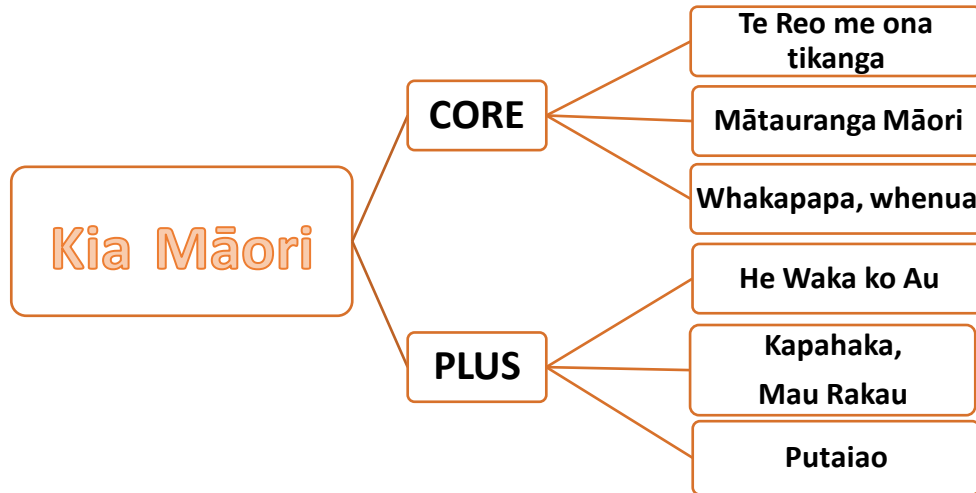 Kia Māori
CORE
Te Reo me ona
tikanga
Mātauranga Māori
Whakapapa, whenua
PLUS
He Waka ko Au
Kapahaka,
Mau Rakau
Putaiao